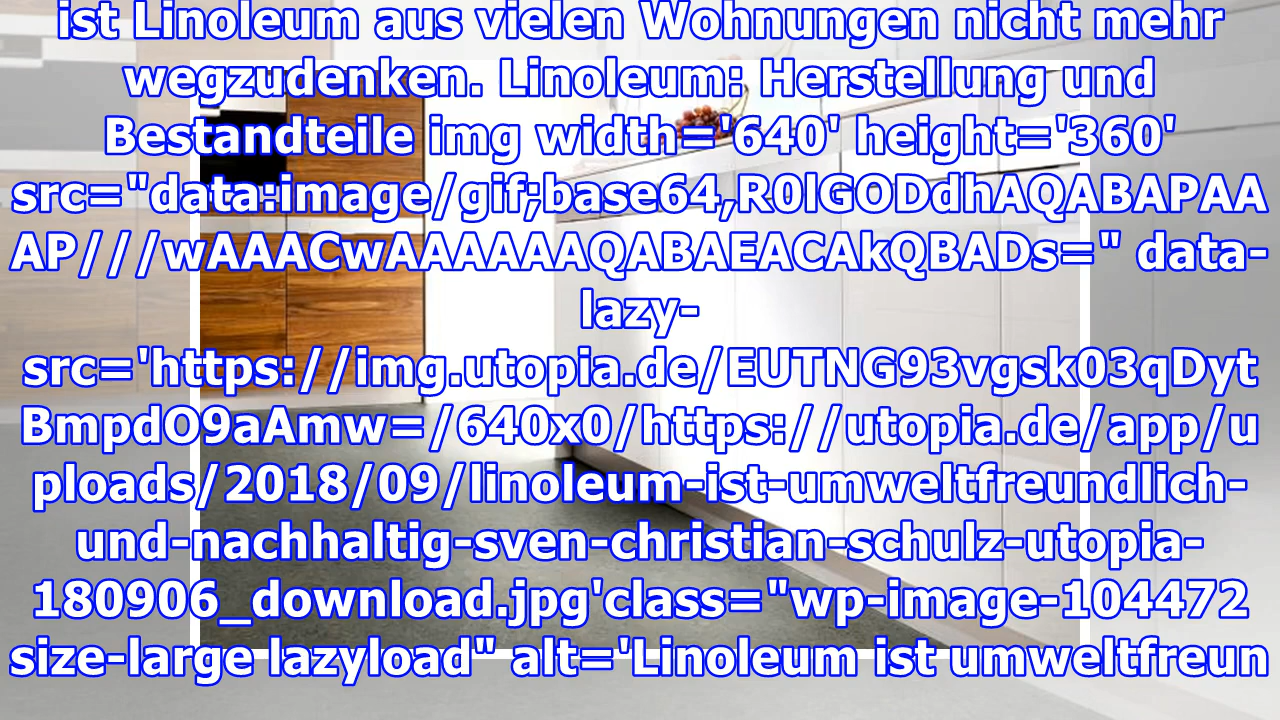 ist Linoleum aus vielen Wohnungen nicht mehr
wegzudenken. Linoleum: Herstellung und
Bestandteile img width='640' height='360'
src="data:image/gif;base64,R0lGODdhAQABAPAA
AP///wAAACwAAAAAAQABAEACAkQBADs=" data-
lazy-
src='https://img.utopia.de/EUTNG93vgsk03qDyt
BmpdO9aAmw=/640x0/https://utopia.de/app/u
ploads/2018/09/linoleum-ist-umweltfreundlich-
und-nachhaltig-sven-christian-schulz-utopia-
180906_download.jpg'class="wp-image-104472
size-large lazyload" alt='Linoleum ist umweltfreun